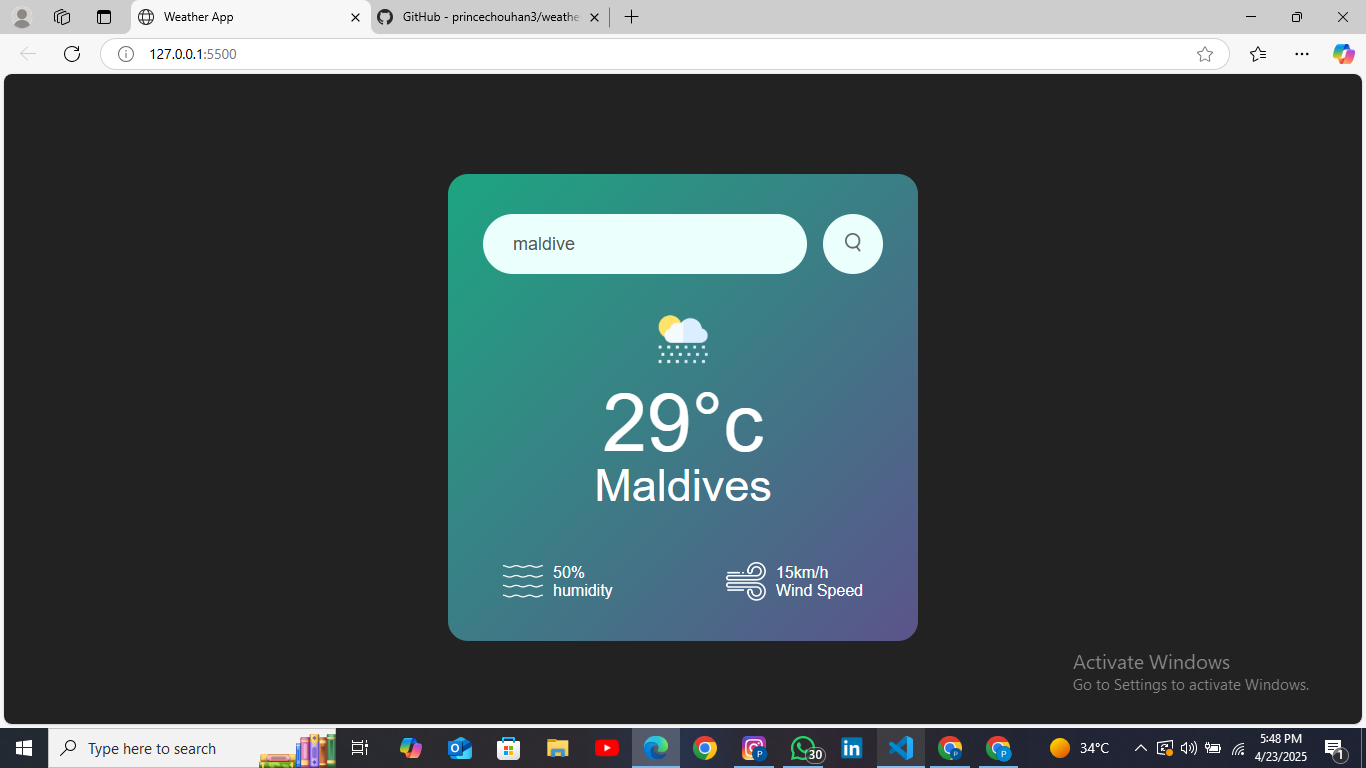 Weather App
GitHub - princechouhan3/weathe
127.0.0.1:5500
maldive
29°c
Maldives
50%
humidity
15km/h
Wind Speed
Activate Windows
Go to Settings to activate Windows.
Type here to search
30
34°C
5:48 PM
4/23/2025
1